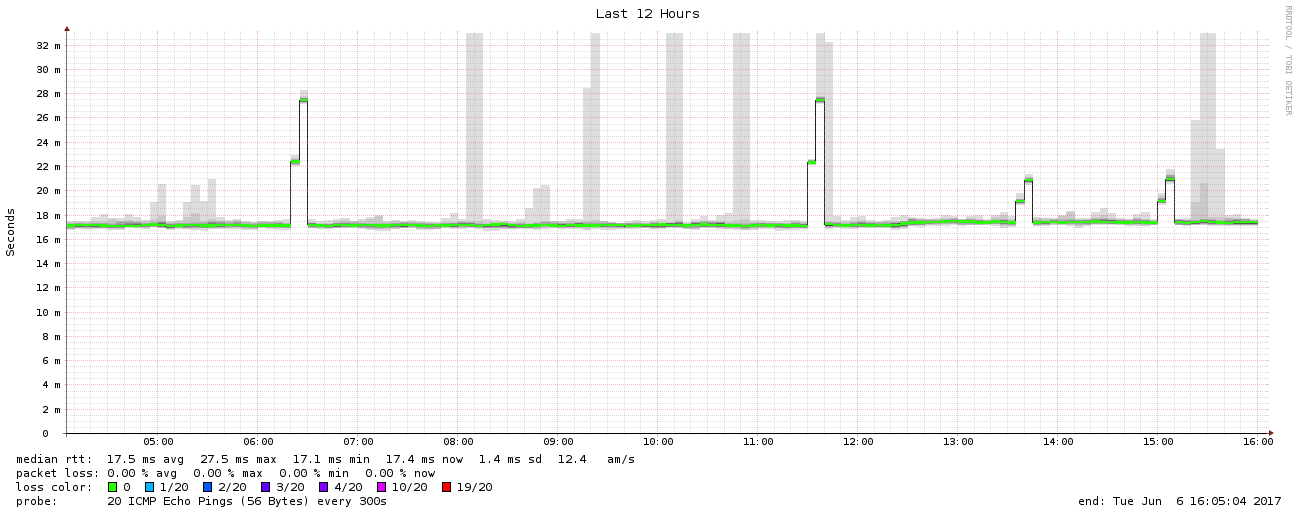 Last 12 Hours
RRDTOOL / TOBI OETIKER
Seconds
32 m
30 m
28 m
26 m
24 m
22 m
20 m
18 m
16 m
14 m
12 m
10 m
8 m
6 m
4 m
2 m
0
05:00 06:00 07:00 08:00 09:00 10:00 11:00 12:00 13:00 14:00 15:00 16:00
median rtt: 17.5 ms avg 27.5 ms max 17.1 ms min 17.4 ms now 1.4 ms sd 12.4 am/s
packet loss: 0.00 % avg 0.00 % max 0.00 % min 0.00 % now
loss color: 0 1/20 2/20 3/20 4/20 10/20 19/20
probe: 20 ICMP Echo Pings (56 Bytes) every 300s end: Tue Jun 6 16:05:04 2017